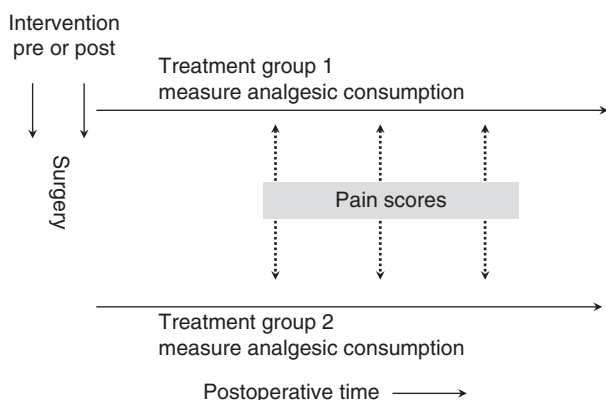 Intervention
pre or post
Treatment group 1
measure analgesic consumption
Surgery
Pain scores
Treatment group 2
measure analgesic consumption
Postoperative time